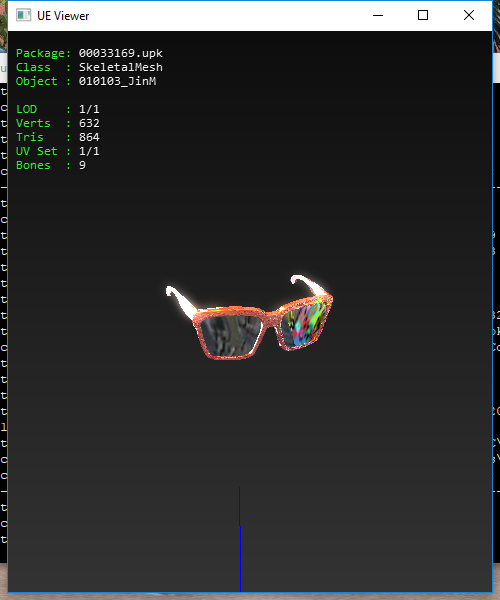 UE Viewer
Package: 00033169.upk
Class  : SkeletalMesh
Object : 010103_JinM
LOD    : 1/1
Verts  : 632
Tris   : 864
UV Set : 1/1
Bones  : 9